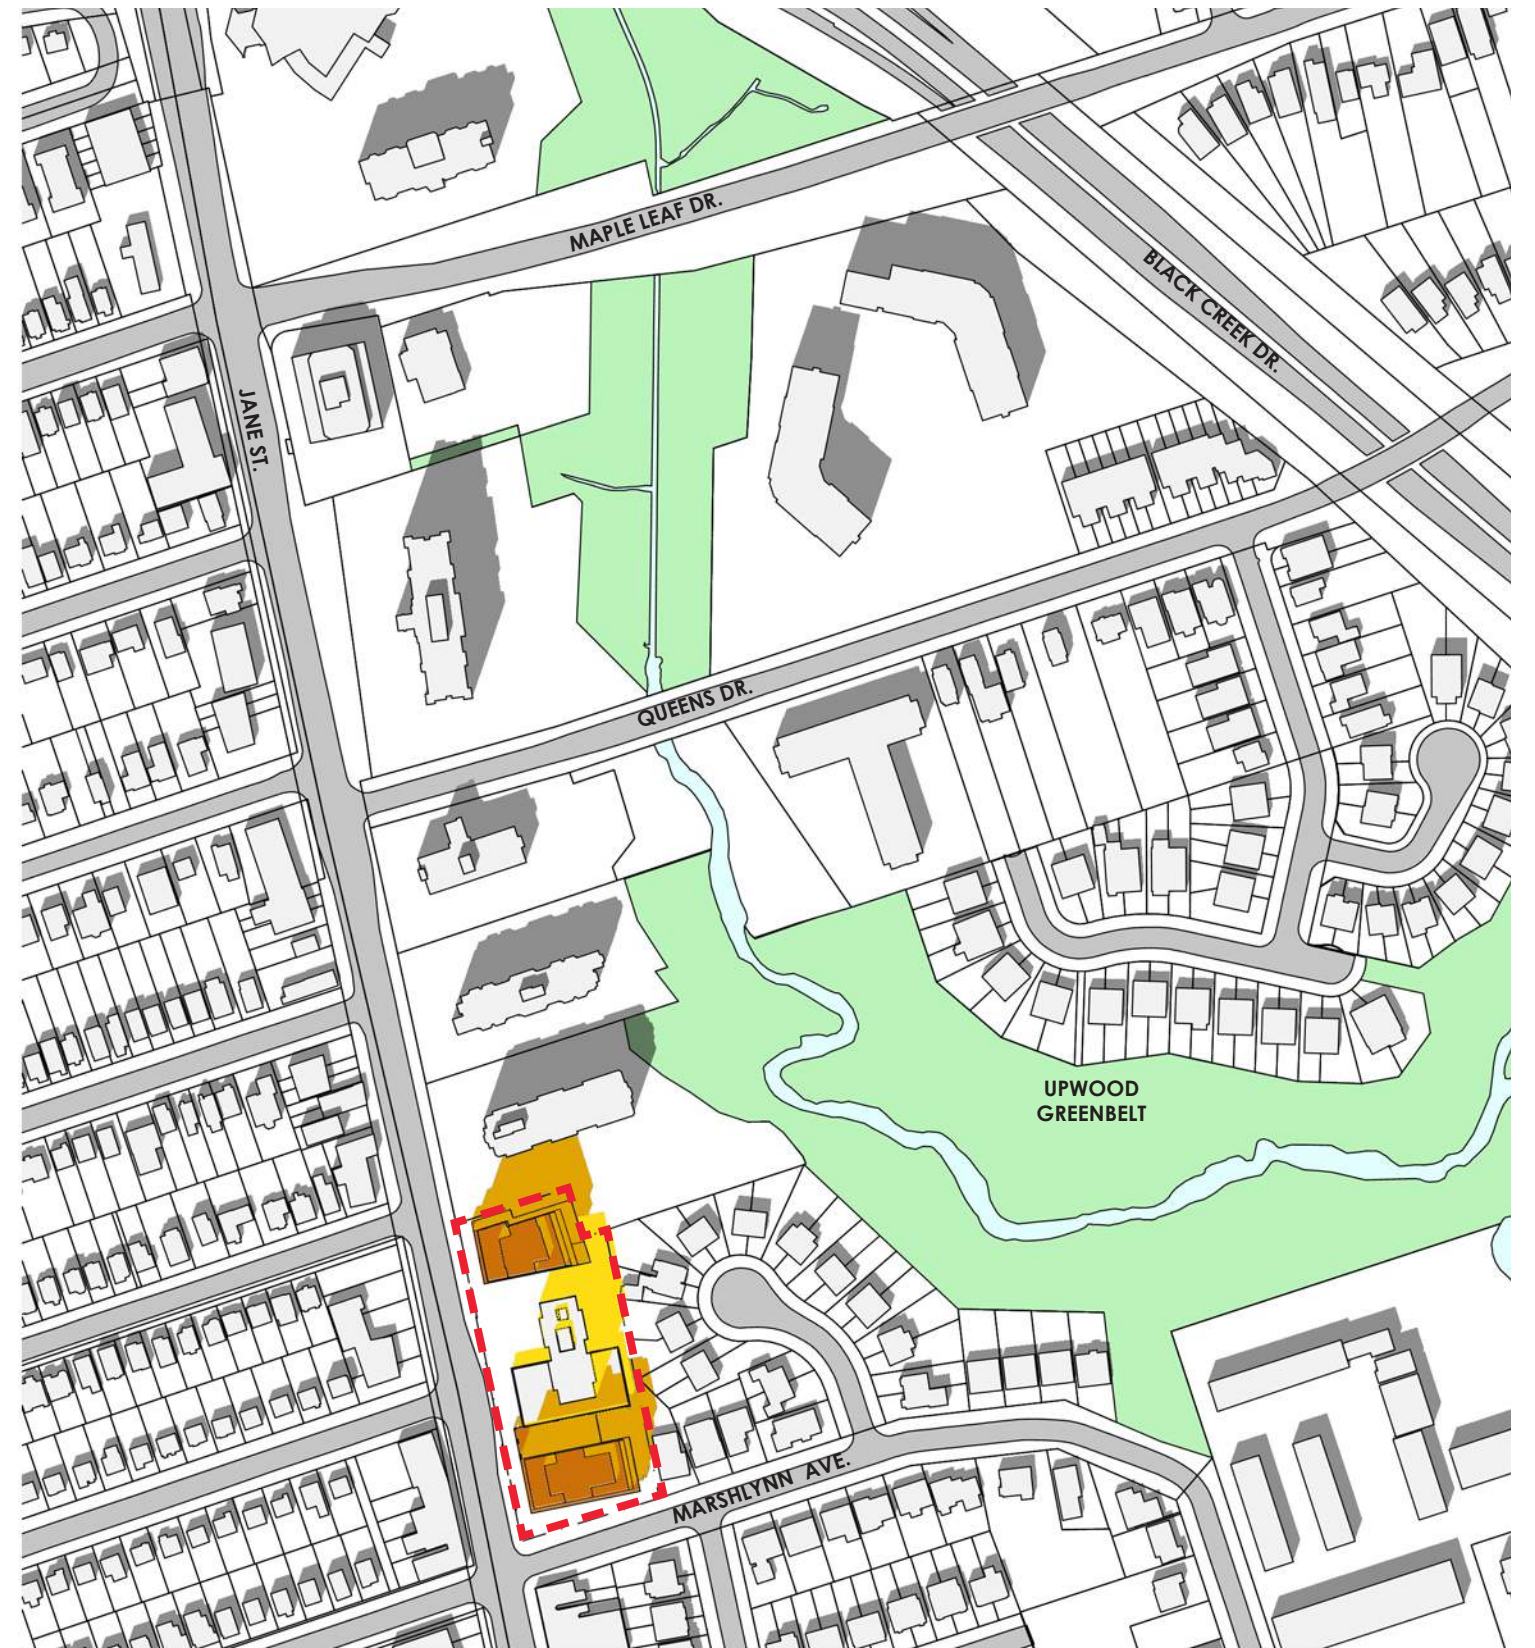 MAPLE LEAF DR.
BLACK CREEK DR.
JANE ST.
QUEENS DR.
UPWOOD
GREENBELT
MARSHLYNN AVE.